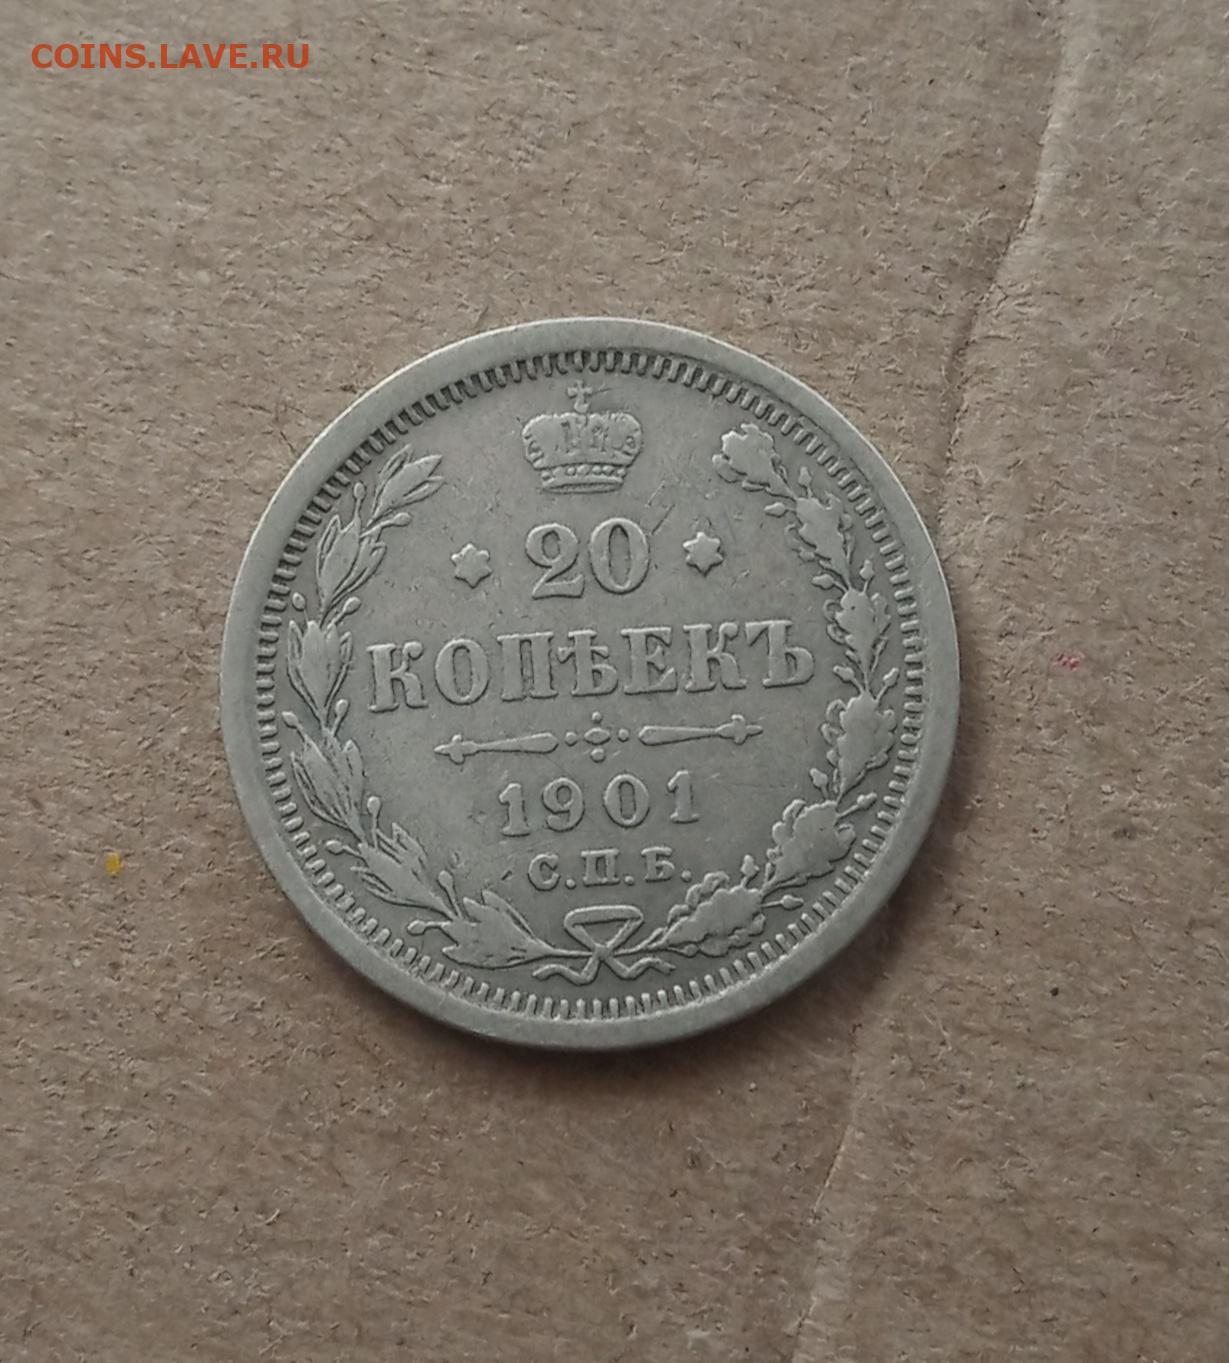 COINS.LAVE.RU
20
КОПѢЕКЪ
1901
С.П.Б.